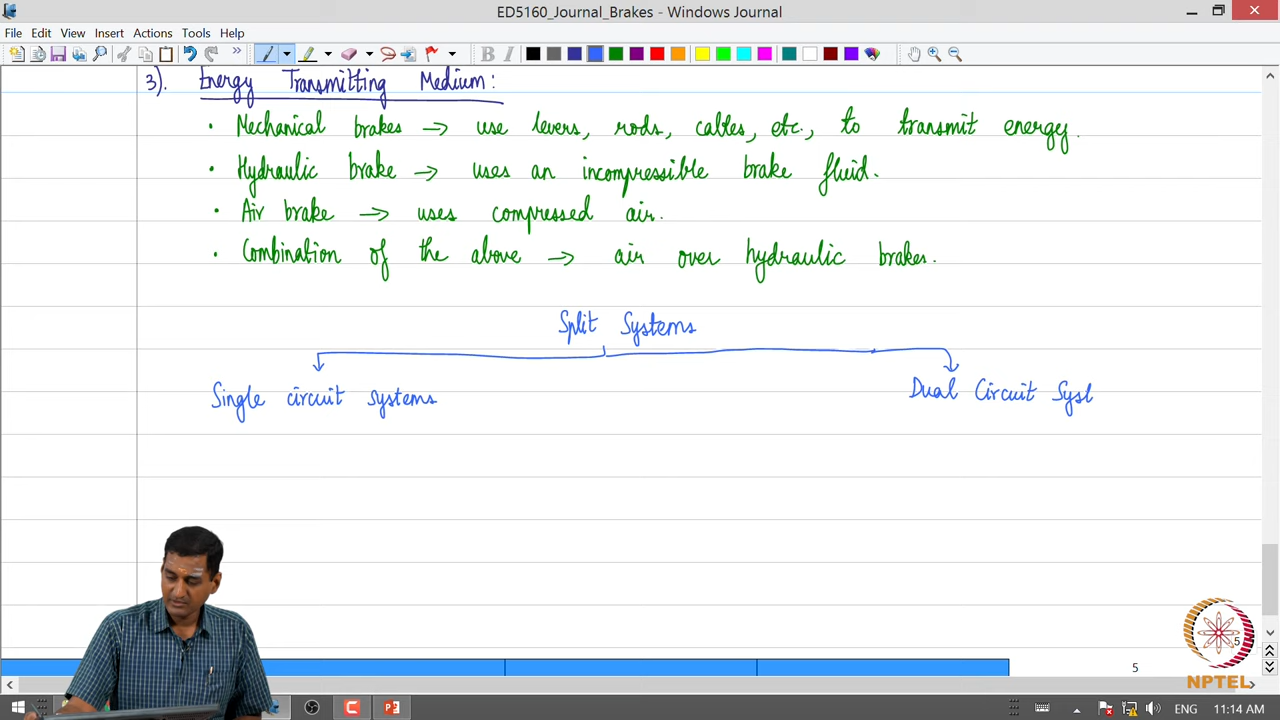 ED5160_Journal_Brakes - Windows Journal
File Edit View Insert Actions Tools Help
3). Energy Transmitting Medium:
· Mechanical brakes → use levers, rods, cables, etc., to transmit energy.
· Hydraulic brake → uses an incompressible brake fluid.
· Air brake → uses compressed air.
· Combination of the above → air over hydraulic brakes.
Split Systems
Single circuit systems
Dual Circuit Syst
5
5
NPTEL
ENG 11:14 AM